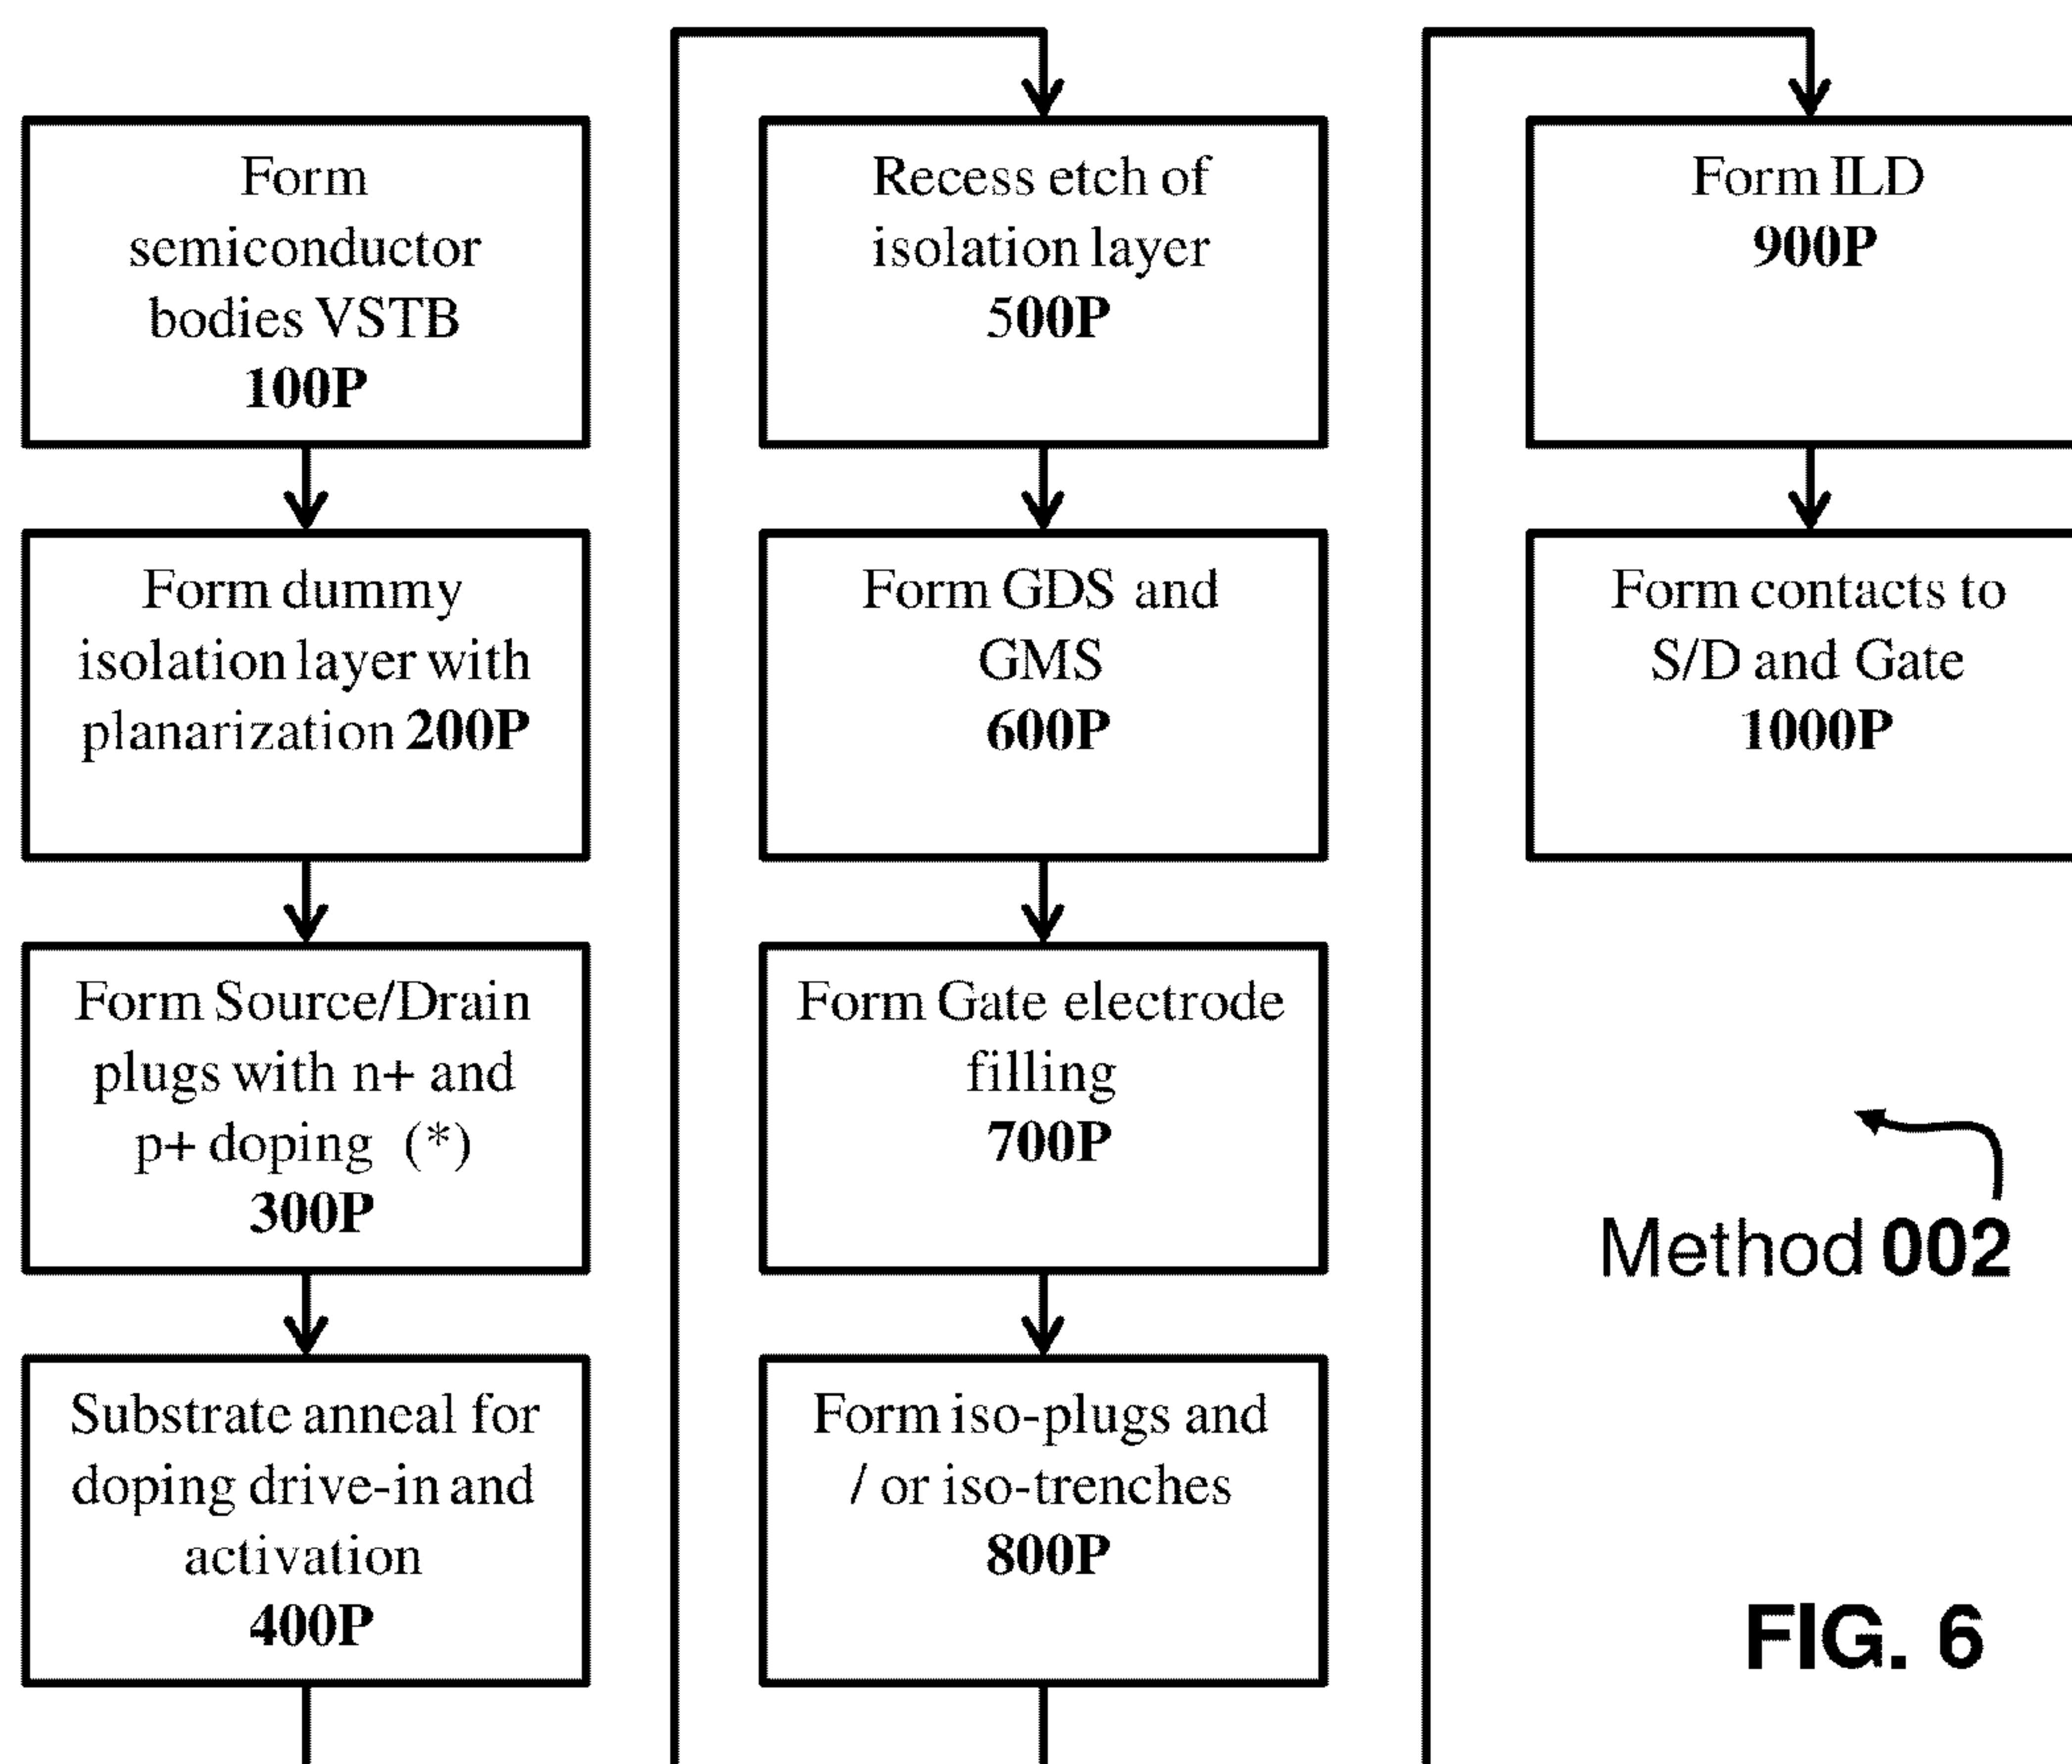 Form
semiconductor
bodies VSTB
100P
Form dummy
isolation layer with
planarization 200P
Form Source/Drain
plugs with n+ and
p+ doping (*)
300P
Substrate anneal for
doping drive-in and
activation
400P
Recess etch of
isolation layer
500P
Form GDS and
GMS
600P
Form Gate electrode
filling
700P
Form iso-plugs and
/ or iso-trenches
800P
Form ILD
900P
Form contacts to
S/D and Gate
1000P
Method 002
FIG. 6